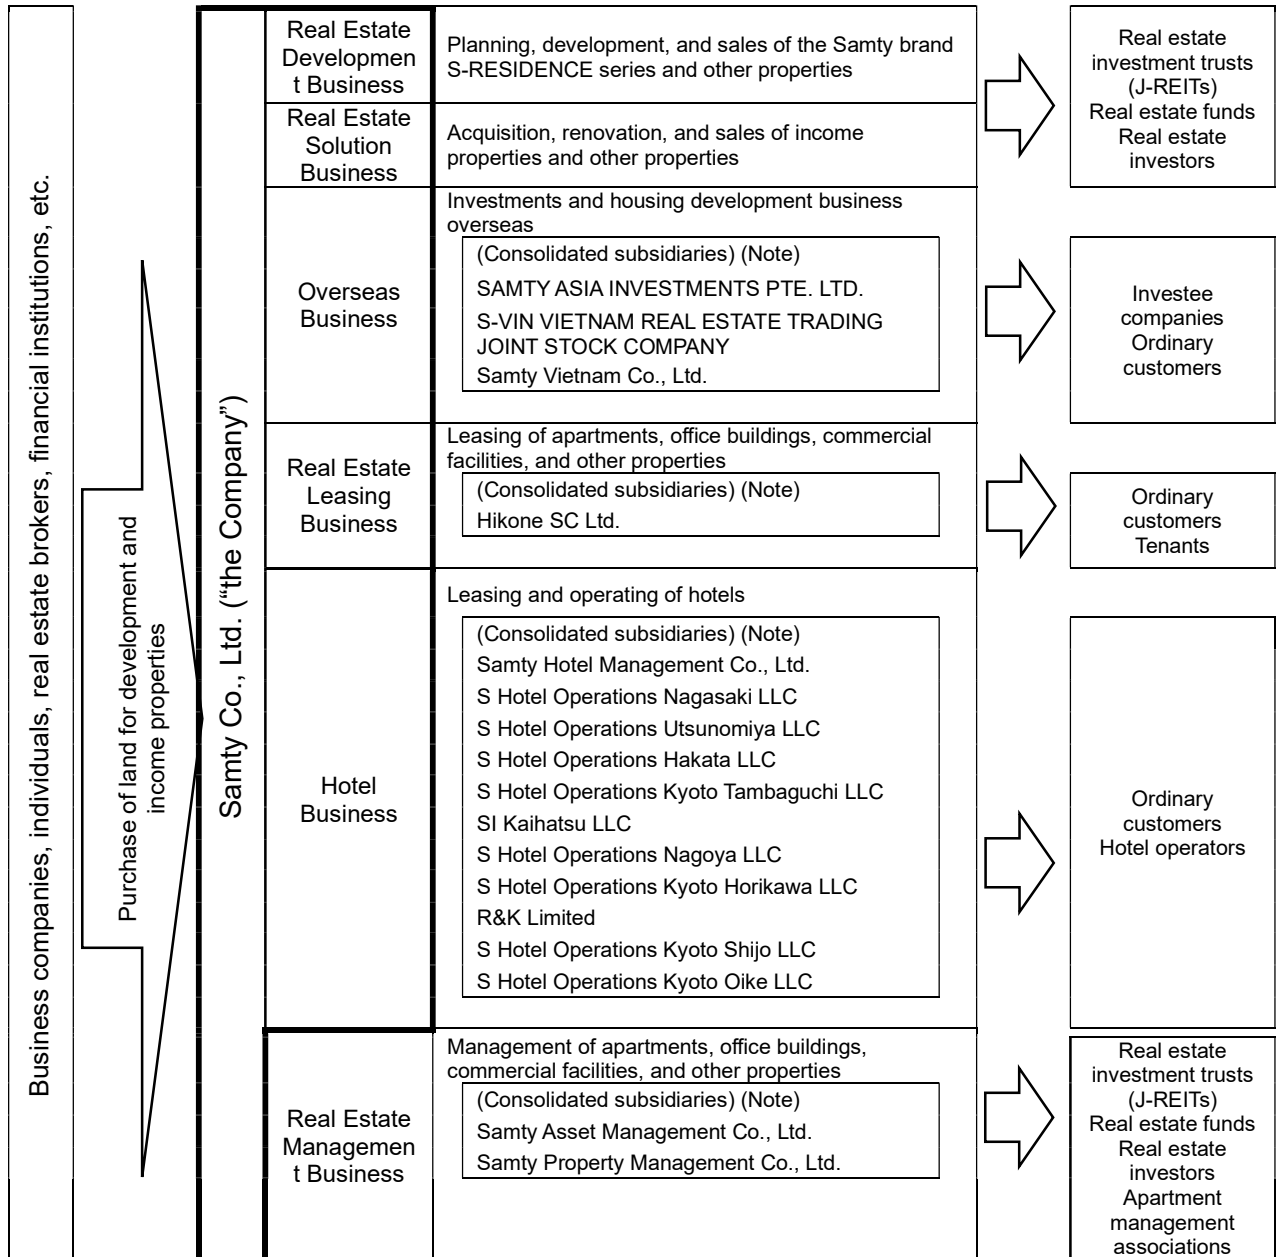 Business companies, individuals, real estate brokers, financial institutions, etc.
Purchase of land for development and
income properties
Samty Co., Ltd. (“the Company”)
Real Estate
Developmen
t Business
Planning, development, and sales of the Samty brand
S-RESIDENCE series and other properties
Real estate
investment trusts
(J-REITs)
Real estate funds
Real estate
investors
Real Estate
Solution
Business
Acquisition, renovation, and sales of income
properties and other properties
Overseas
Business
Investments and housing development business
overseas
(Consolidated subsidiaries) (Note)
SAMTY ASIA INVESTMENTS PTE. LTD.
S-VIN VIETNAM REAL ESTATE TRADING
JOINT STOCK COMPANY
Samty Vietnam Co., Ltd.
Investee
companies
Ordinary
customers
Real Estate
Leasing
Business
Leasing of apartments, office buildings, commercial
facilities, and other properties
(Consolidated subsidiaries) (Note)
Hikone SC Ltd.
Ordinary
customers
Tenants
Hotel
Business
Leasing and operating of hotels
(Consolidated subsidiaries) (Note)
Samty Hotel Management Co., Ltd.
S Hotel Operations Nagasaki LLC
S Hotel Operations Utsunomiya LLC
S Hotel Operations Hakata LLC
S Hotel Operations Kyoto Tambaguchi LLC
SI Kaihatsu LLC
S Hotel Operations Nagoya LLC
S Hotel Operations Kyoto Horikawa LLC
R&K Limited
S Hotel Operations Kyoto Shijo LLC
S Hotel Operations Kyoto Oike LLC
Ordinary
customers
Hotel operators
Real Estate
Managemen
t Business
Management of apartments, office buildings,
commercial facilities, and other properties
(Consolidated subsidiaries) (Note)
Samty Asset Management Co., Ltd.
Samty Property Management Co., Ltd.
Real estate
investment trusts
(J-REITs)
Real estate funds
Real estate
investors
Apartment
management
associations